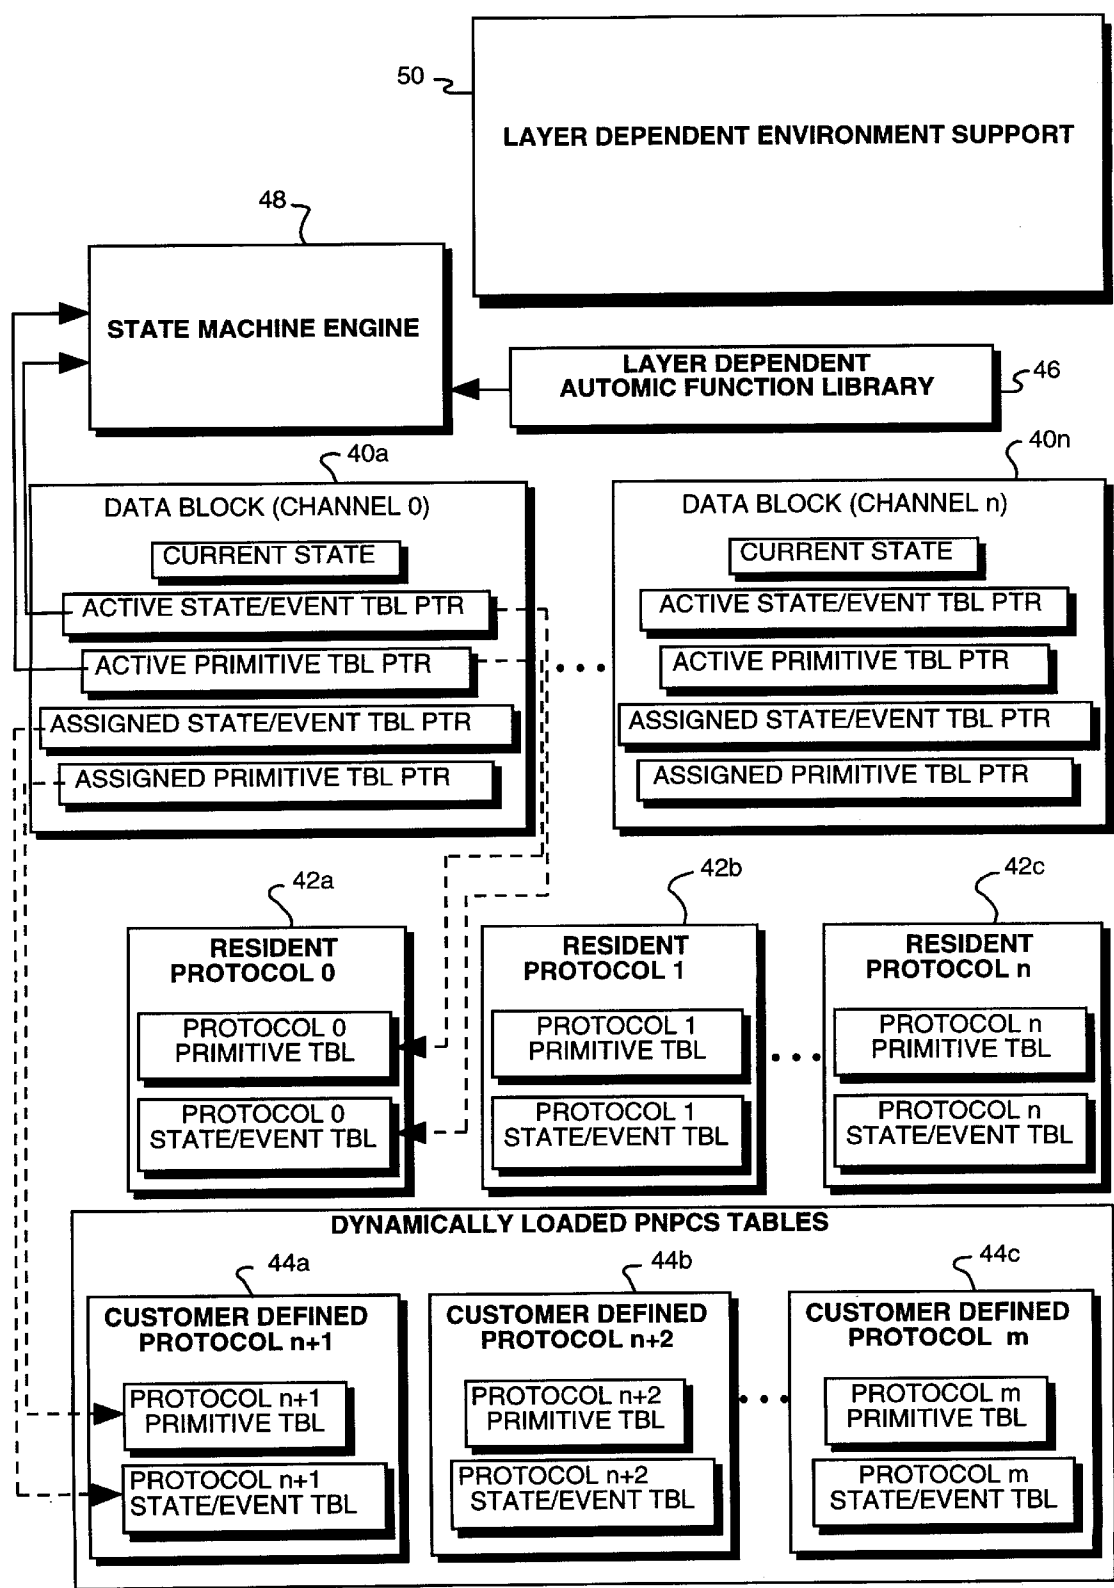 50
LAYER DEPENDENT ENVIRONMENT SUPPORT
48
STATE MACHINE ENGINE
LAYER DEPENDENT
AUTOMIC FUNCTION LIBRARY
46
40a
DATA BLOCK (CHANNEL 0)
CURRENT STATE
ACTIVE STATE/EVENT TBL PTR
ACTIVE PRIMITIVE TBL PTR
ASSIGNED STATE/EVENT TBL PTR
ASSIGNED PRIMITIVE TBL PTR
40n
DATA BLOCK (CHANNEL n)
CURRENT STATE
ACTIVE STATE/EVENT TBL PTR
ACTIVE PRIMITIVE TBL PTR
ASSIGNED STATE/EVENT TBL PTR
ASSIGNED PRIMITIVE TBL PTR
42a
RESIDENT
PROTOCOL 0
PROTOCOL 0
PRIMITIVE TBL
PROTOCOL 0
STATE/EVENT TBL
42b
RESIDENT
PROTOCOL 1
PROTOCOL 1
PRIMITIVE TBL
PROTOCOL 1
STATE/EVENT TBL
42c
RESIDENT
PROTOCOL n
PROTOCOL n
PRIMITIVE TBL
PROTOCOL n
STATE/EVENT TBL
DYNAMICALLY LOADED PNPCS TABLES
44a
CUSTOMER DEFINED
PROTOCOL n+1
PROTOCOL n+1
PRIMITIVE TBL
PROTOCOL n+1
STATE/EVENT TBL
44b
CUSTOMER DEFINED
PROTOCOL n+2
PROTOCOL n+2
PRIMITIVE TBL
PROTOCOL n+2
STATE/EVENT TBL
44c
CUSTOMER DEFINED
PROTOCOL m
PROTOCOL m
PRIMITIVE TBL
PROTOCOL m
STATE/EVENT TBL